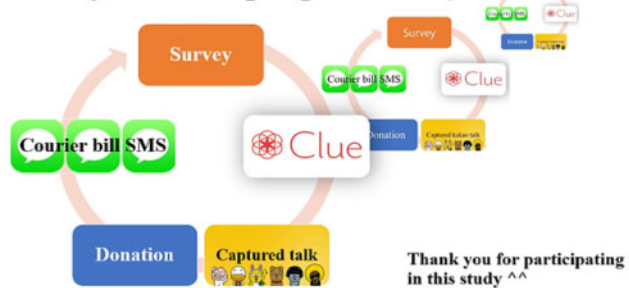 Survey
Courier bill SMS
Clue
Donation
Captured talk
Survey
Courier bill SMS
Clue
Donation
Captured kakao talk
Clue
Donation
Thank you for participating
in this study ^^